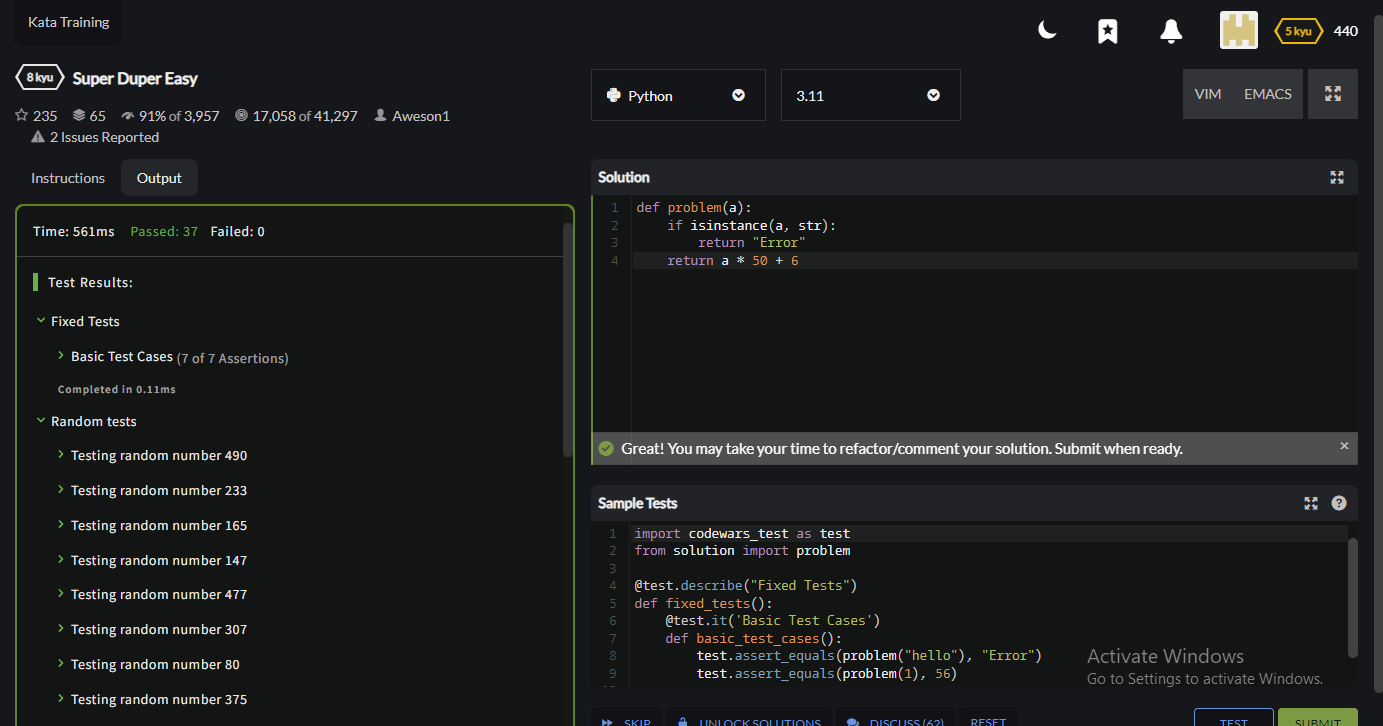 Kata Training
5 kyu 440
8 kyu Super Duper Easy
235 65 91% of 3,957 17,058 of 41,297 Aweson1
2 Issues Reported
Python
3.11
VIM EMACS
Instructions Output
Time: 561ms Passed: 37 Failed: 0
Test Results:
Fixed Tests
Basic Test Cases (7 of 7 Assertions)
Completed in 0.11ms
Random tests
Testing random number 490
Testing random number 233
Testing random number 165
Testing random number 147
Testing random number 477
Testing random number 307
Testing random number 80
Testing random number 375
Solution
1 def problem(a):
2     if isinstance(a, str):
3         return "Error"
4     return a * 50 + 6
Great! You may take your time to refactor/comment your solution. Submit when ready. ×
Sample Tests ?
1 import codewars_test as test
2 from solution import problem
3
4 @test.describe("Fixed Tests")
5 def fixed_tests():
6     @test.it('Basic Test Cases')
7     def basic_test_cases():
8         test.assert_equals(problem("hello"), "Error")
9         test.assert_equals(problem(1), 56)
Activate Windows
Go to Settings to activate Windows.
SKIP UNLOCK SOLUTIONS DISCUSS (62) RESET TEST SUBMIT